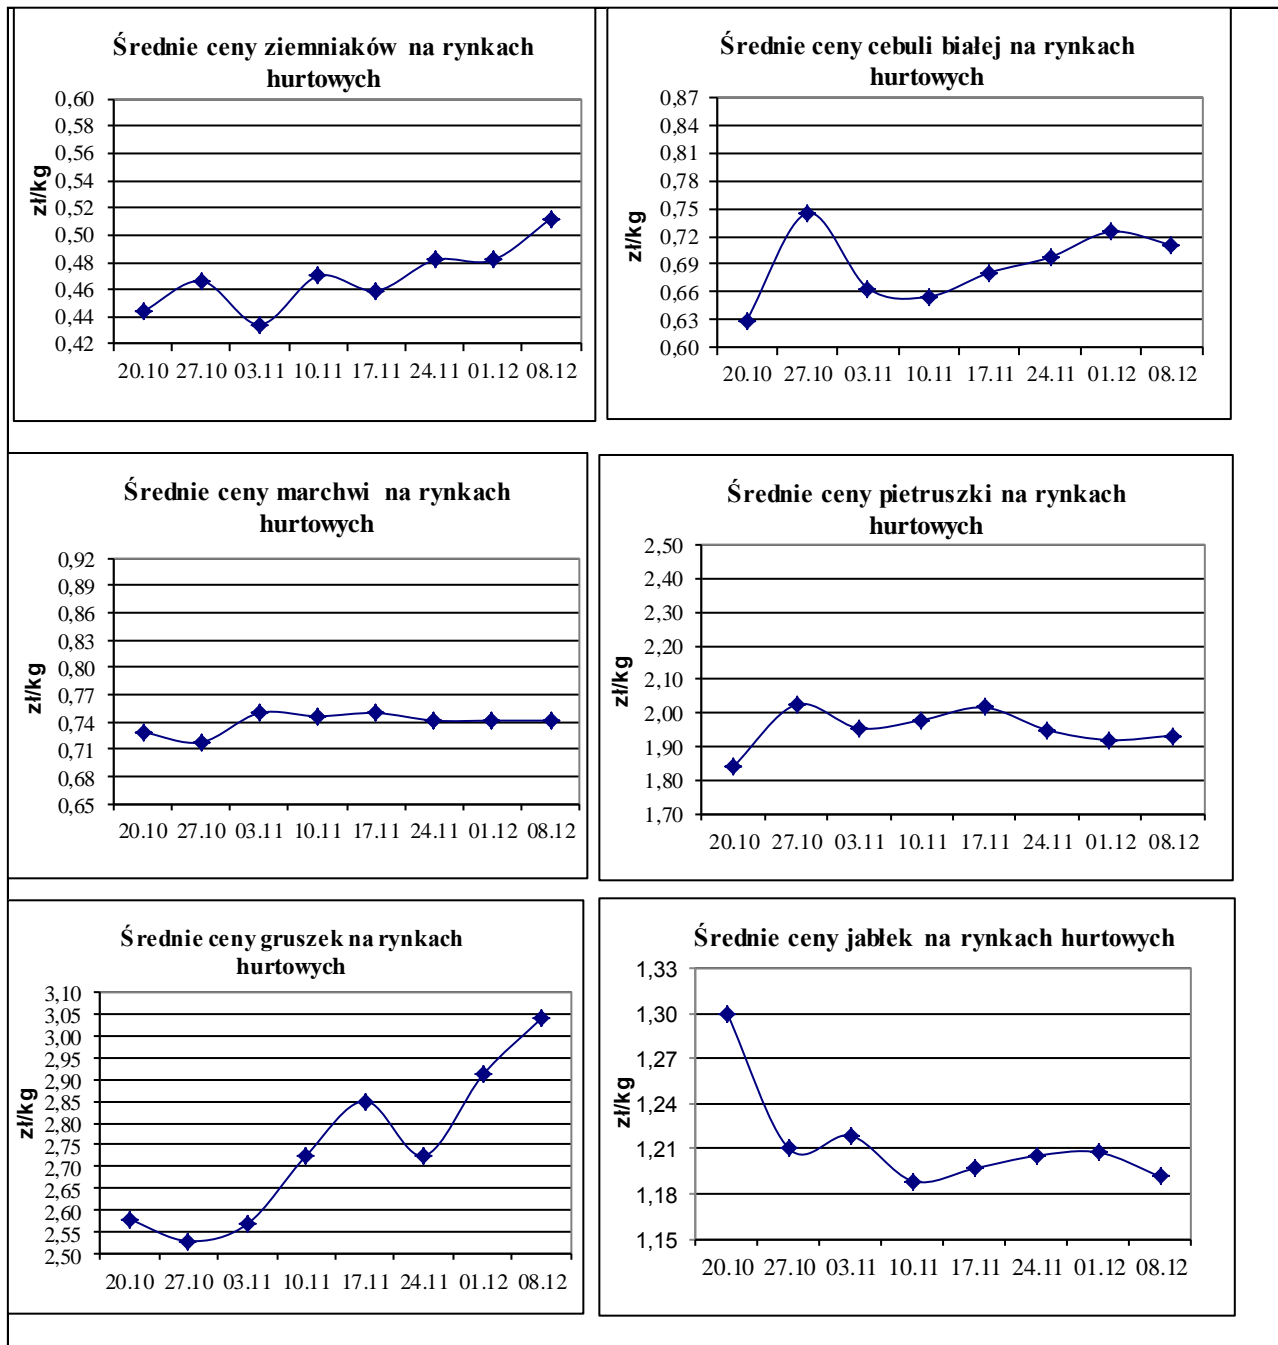 Średnie ceny ziemniaków na rynkach
hurtowych
zł/kg
0,60
0,58
0,56
0,54
0,52
0,50
0,48
0,46
0,44
0,42
20.10 27.10 03.11 10.11 17.11 24.11 01.12 08.12
Średnie ceny cebuli białej na rynkach
hurtowych
zł/kg
0,87
0,84
0,81
0,78
0,75
0,72
0,69
0,66
0,63
0,60
20.10 27.10 03.11 10.11 17.11 24.11 01.12 08.12
Średnie ceny marchwi na rynkach
hurtowych
zł/kg
0,92
0,89
0,86
0,83
0,80
0,77
0,74
0,71
0,68
0,65
20.10 27.10 03.11 10.11 17.11 24.11 01.12 08.12
Średnie ceny pietruszki na rynkach
hurtowych
zł/kg
2,50
2,40
2,30
2,20
2,10
2,00
1,90
1,80
1,70
20.10 27.10 03.11 10.11 17.11 24.11 01.12 08.12
Średnie ceny gruszek na rynkach
hurtowych
zł/kg
3,10
3,05
3,00
2,95
2,90
2,85
2,80
2,75
2,70
2,65
2,60
2,55
2,50
20.10 27.10 03.11 10.11 17.11 24.11 01.12 08.12
Średnie ceny jabłek na rynkach hurtowych
zł/kg
1,33
1,30
1,27
1,24
1,21
1,18
1,15
20.10 27.10 03.11 10.11 17.11 24.11 01.12 08.12